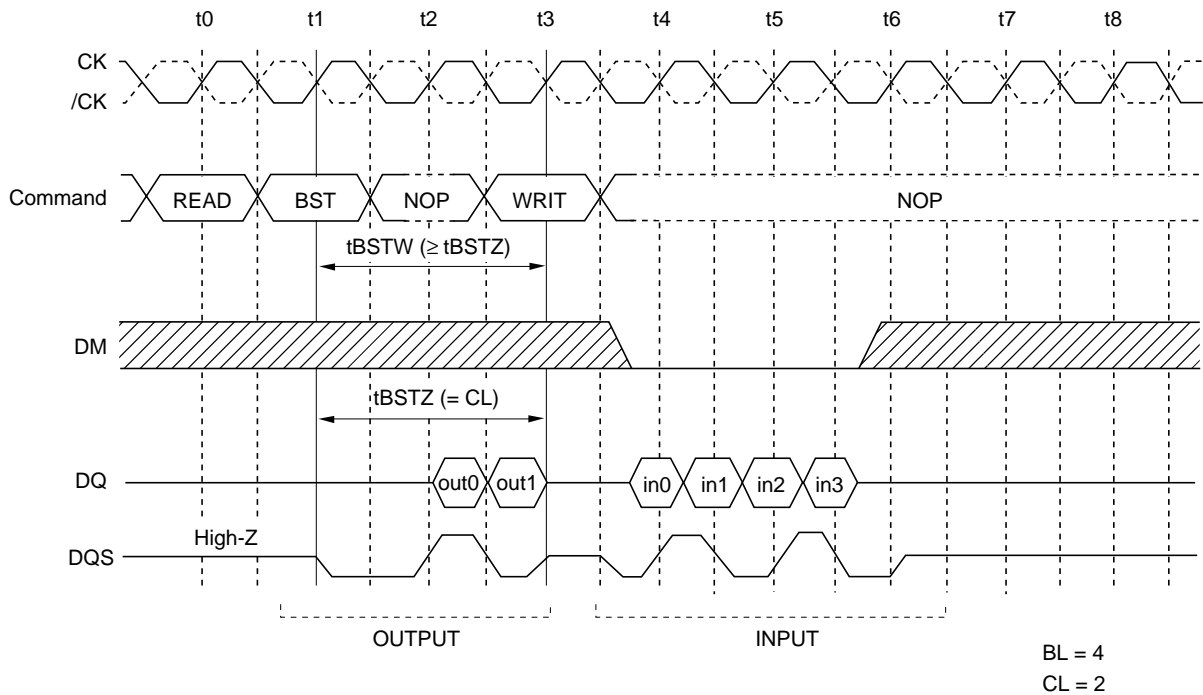 t0 t1 t2 t3 t4 t5 t6 t7 t8
CK
/CK
Command READ BST NOP WRIT NOP
tBSTW (≥ tBSTZ)
DM
tBSTZ (= CL)
DQ out0 out1 in0 in1 in2 in3
High-Z
DQS
OUTPUT INPUT
BL = 4
CL = 2